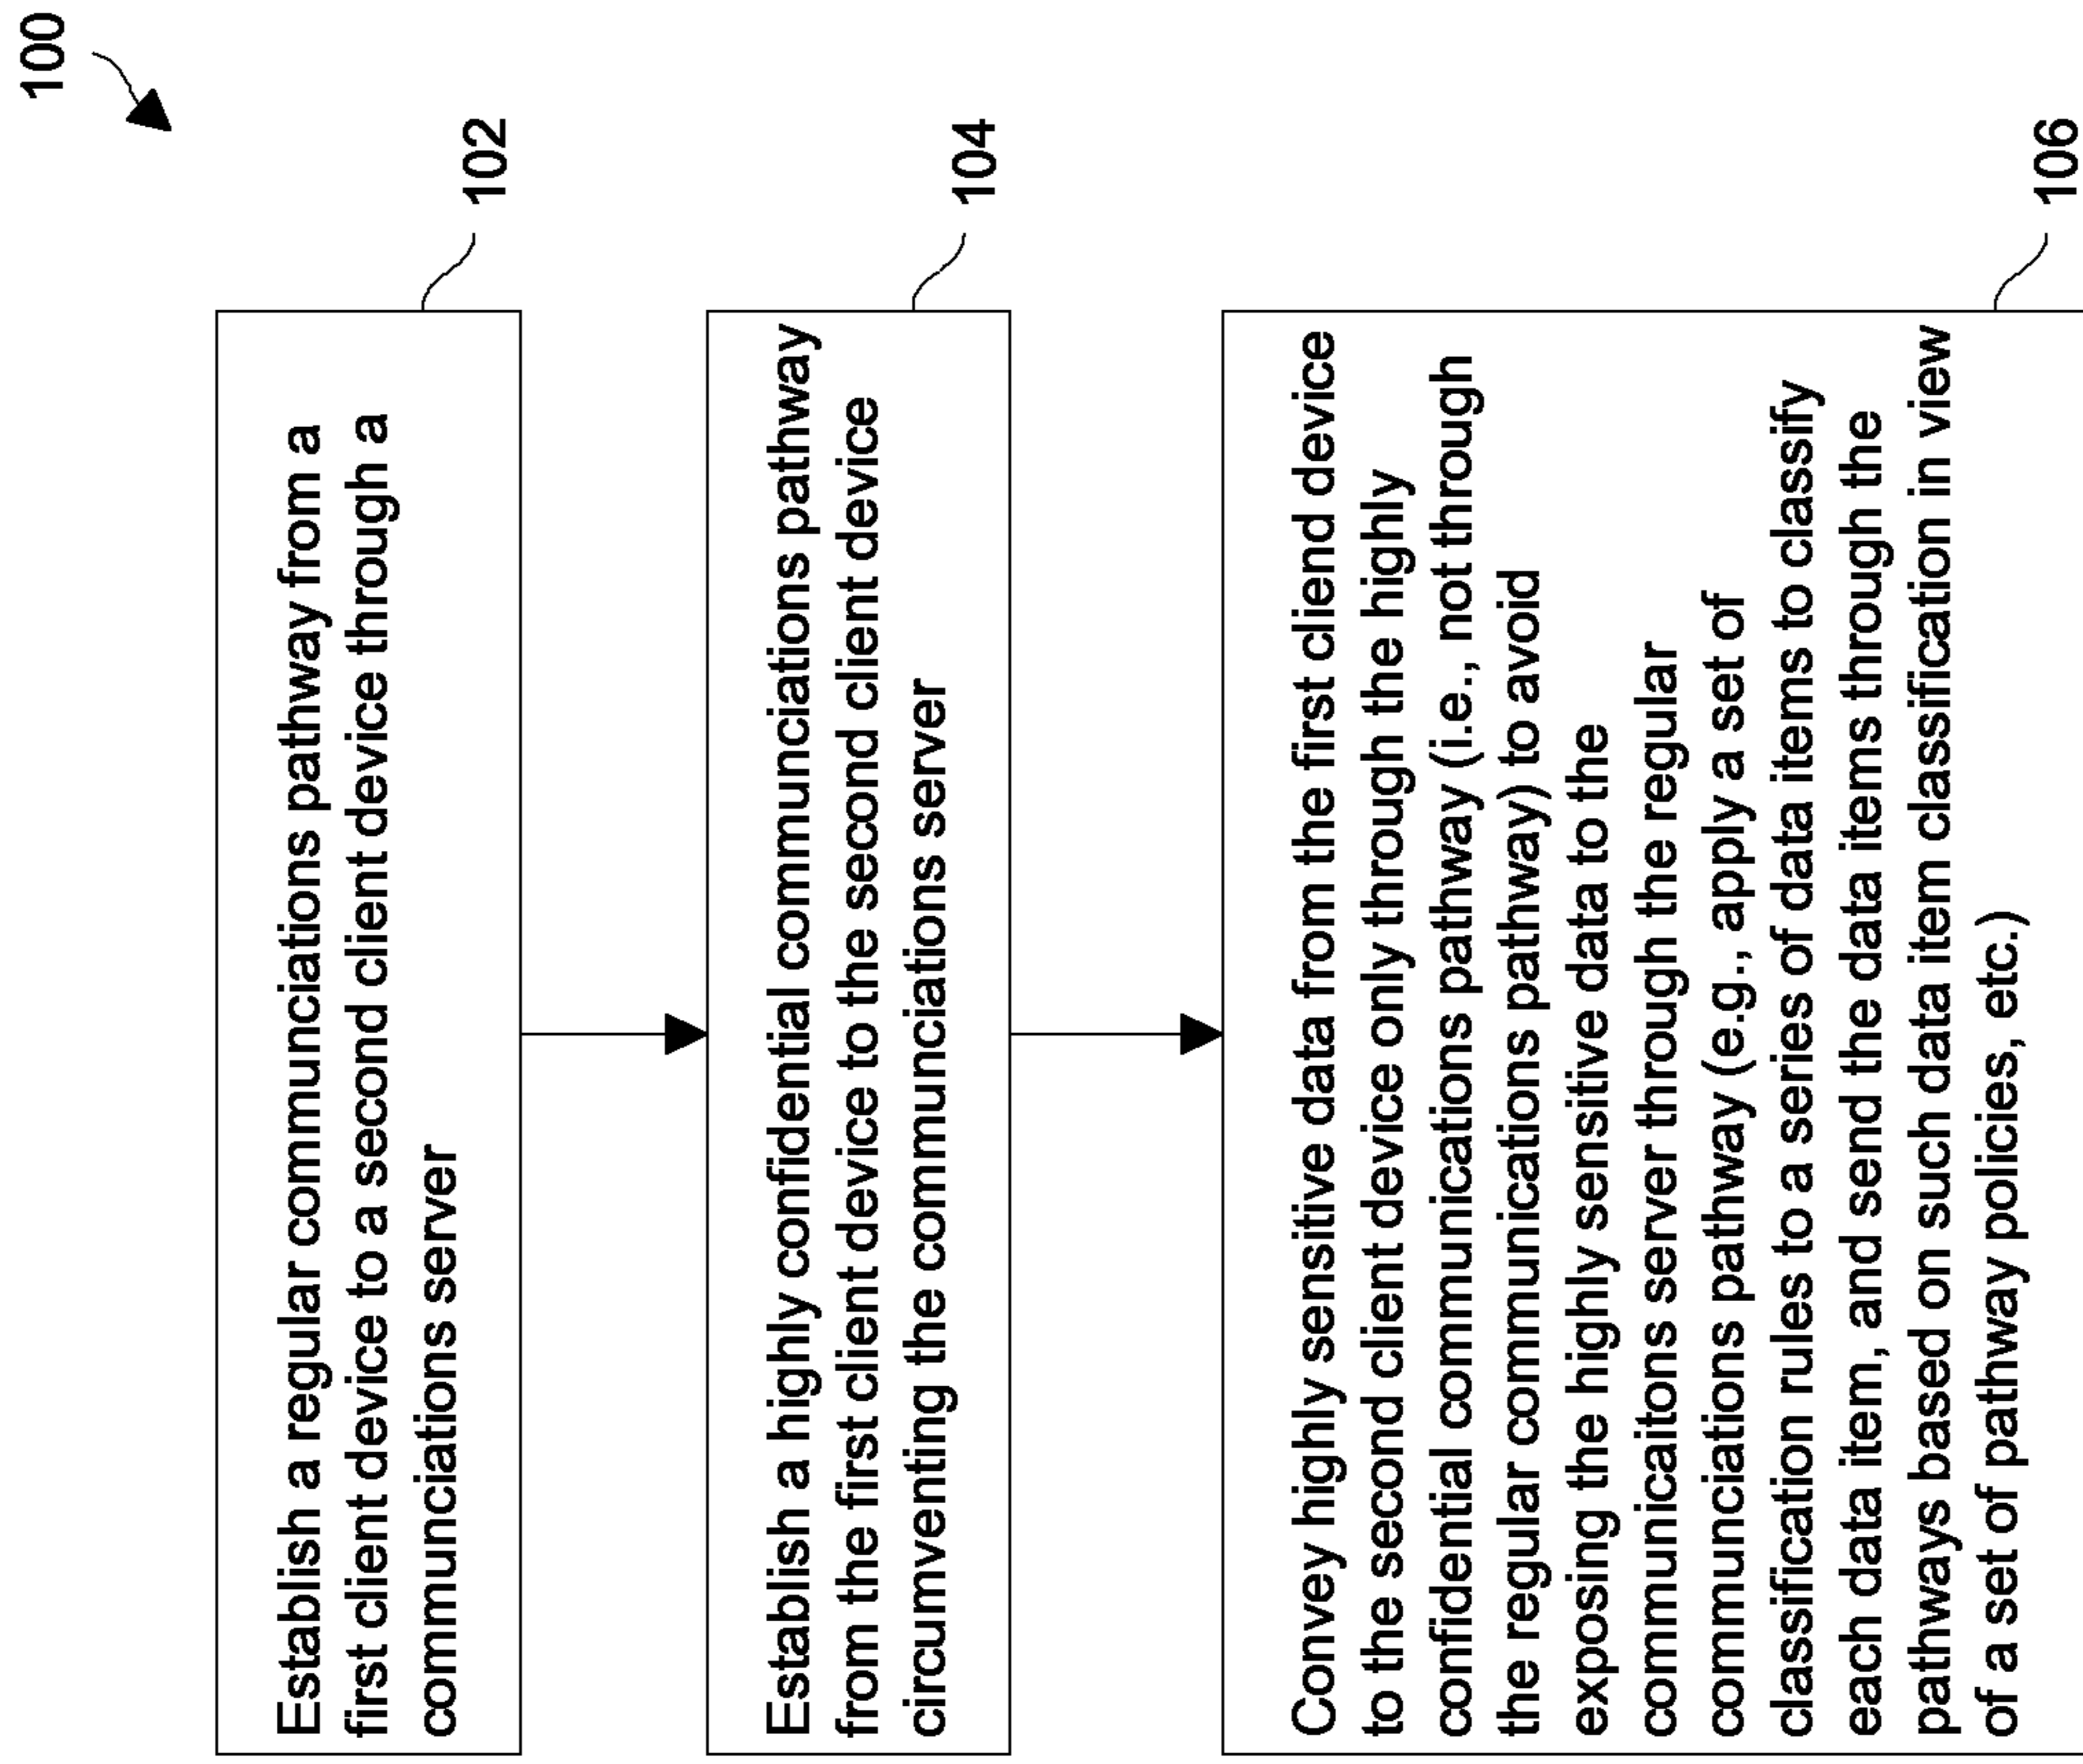 100
Establish a regular communciations pathway from a
first client device to a second client device through a
communciations server
102
Establish a highly confidential communciations pathway
from the first client device to the second client device
circumventing the communciations server
104
Convey highly sensitive data from the first cliend device
to the second client device only through the highly
confidential communications pathway (i.e., not through
the regular communications pathway) to avoid
exposing the highly sensitive data to the
communicaitons server through the regular
communciations pathway (e.g., apply a set of
classification rules to a series of data items to classify
each data item, and send the data items through the
pathways based on such data item classification in view
of a set of pathway policies, etc.)
106